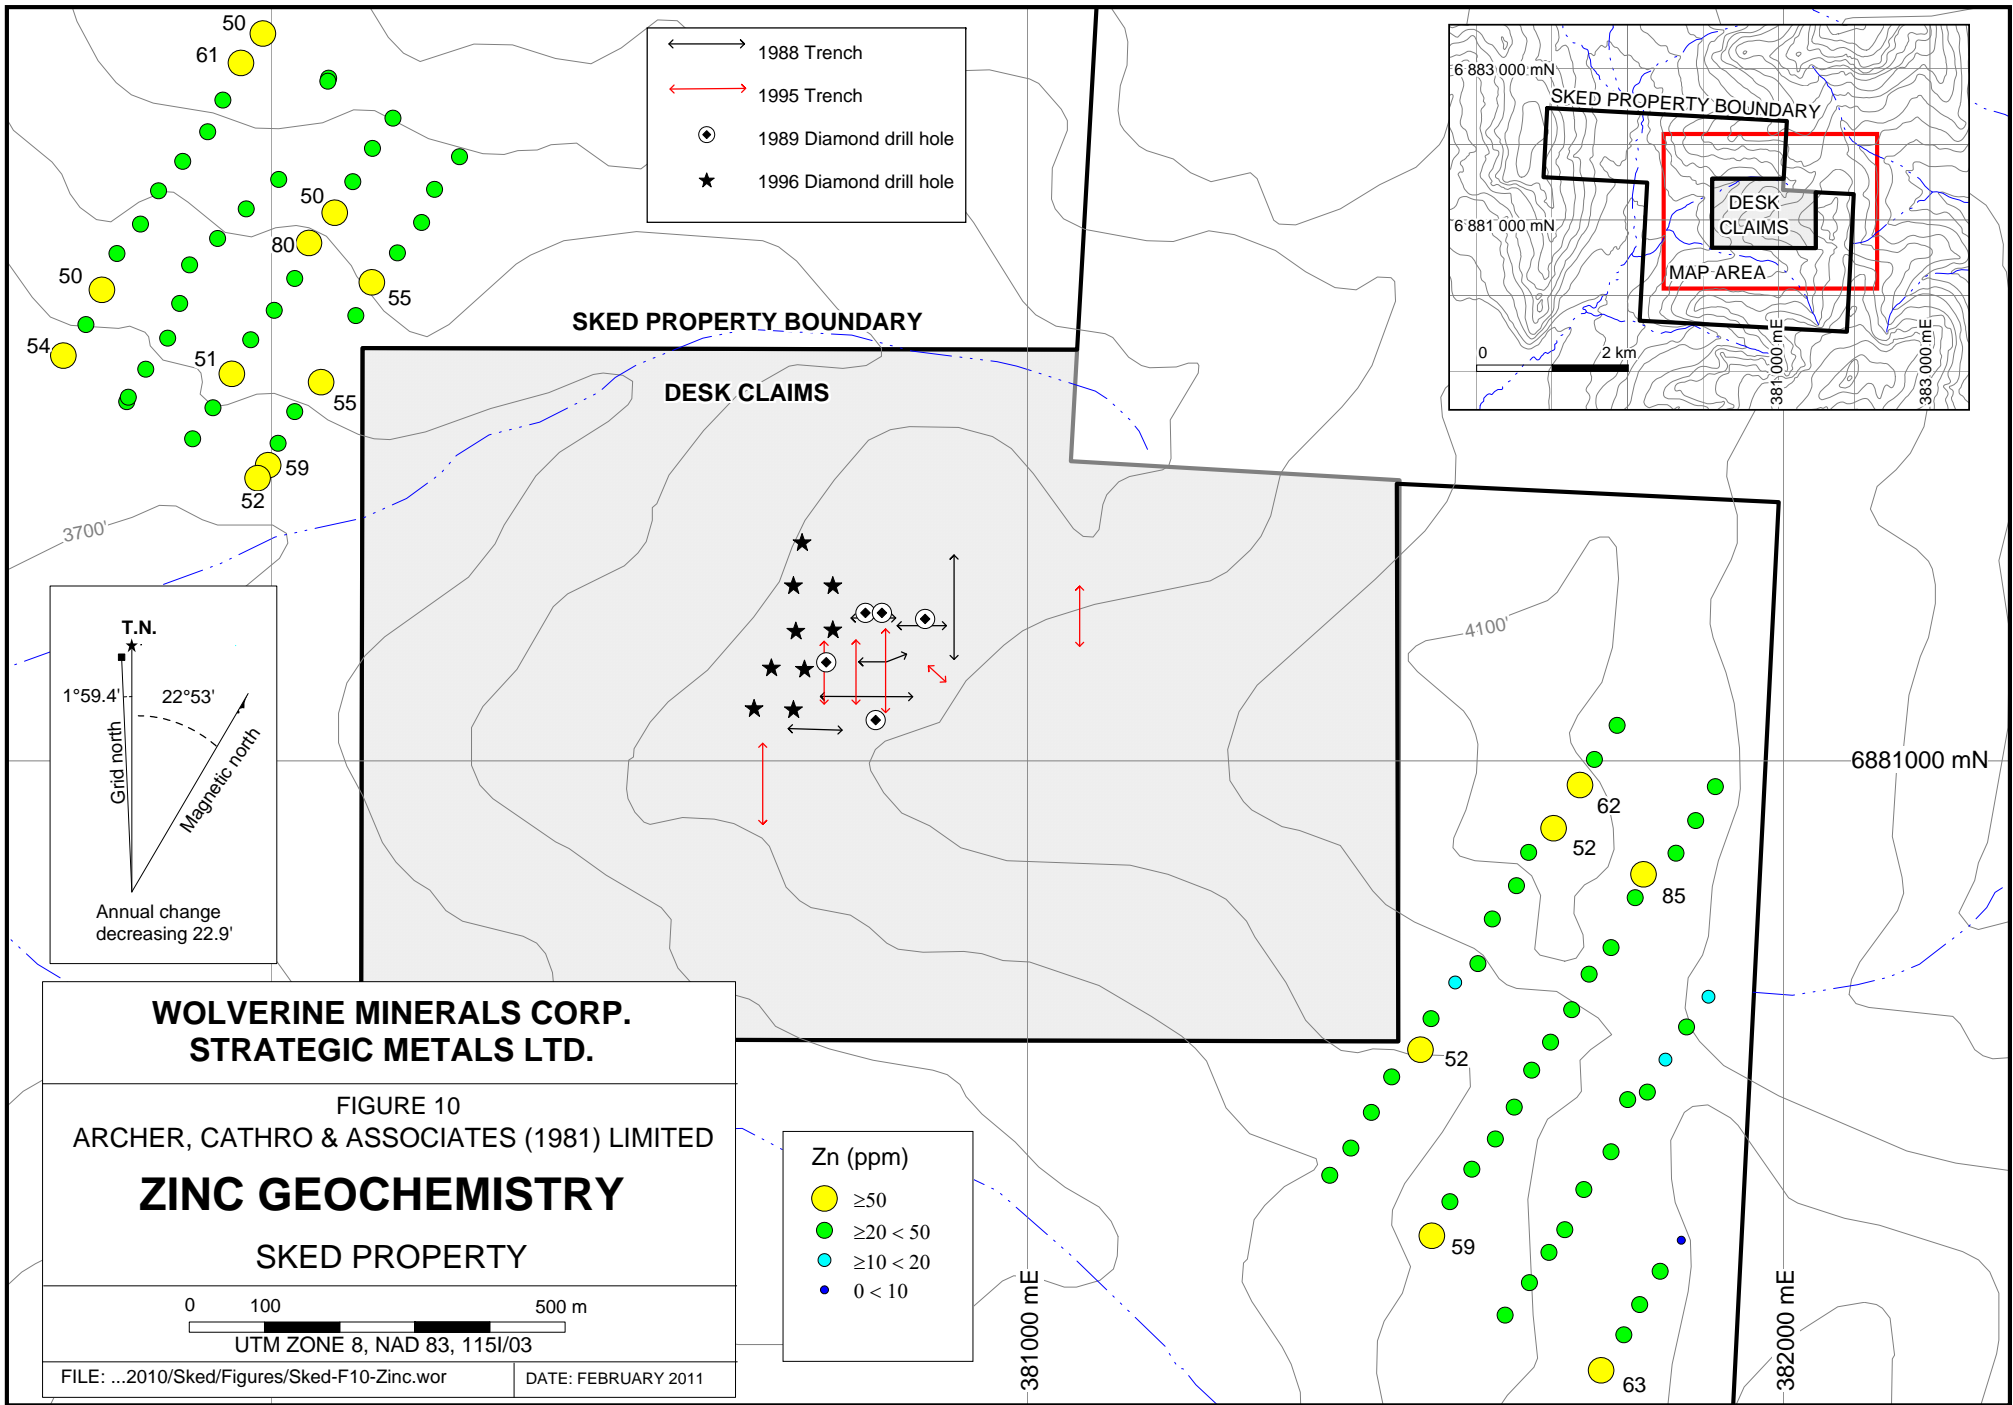 50
61
50
80
55
50
54
51
55
59
52
3700'
1988 Trench
1995 Trench
1989 Diamond drill hole
1996 Diamond drill hole
6 883 000 mN
SKED PROPERTY BOUNDARY
DESK
CLAIMS
6 881 000 mN
MAP AREA
0 2 km
381 000 mE
383 000 mE
SKED PROPERTY BOUNDARY
DESK CLAIMS
4100'
6881000 mN
62
52
85
52
59
63
T.N.
1°59.4'
22°53'
Grid north
Magnetic north
Annual change
decreasing 22.9'
WOLVERINE MINERALS CORP.
STRATEGIC METALS LTD.
FIGURE 10
ARCHER, CATHRO & ASSOCIATES (1981) LIMITED
ZINC GEOCHEMISTRY
SKED PROPERTY
0 100 500 m
UTM ZONE 8, NAD 83, 115I/03
FILE: ...2010/Sked/Figures/Sked-F10-Zinc.wor
DATE: FEBRUARY 2011
Zn (ppm)
≥50
≥20 < 50
≥10 < 20
0 < 10
381000 mE
382000 mE